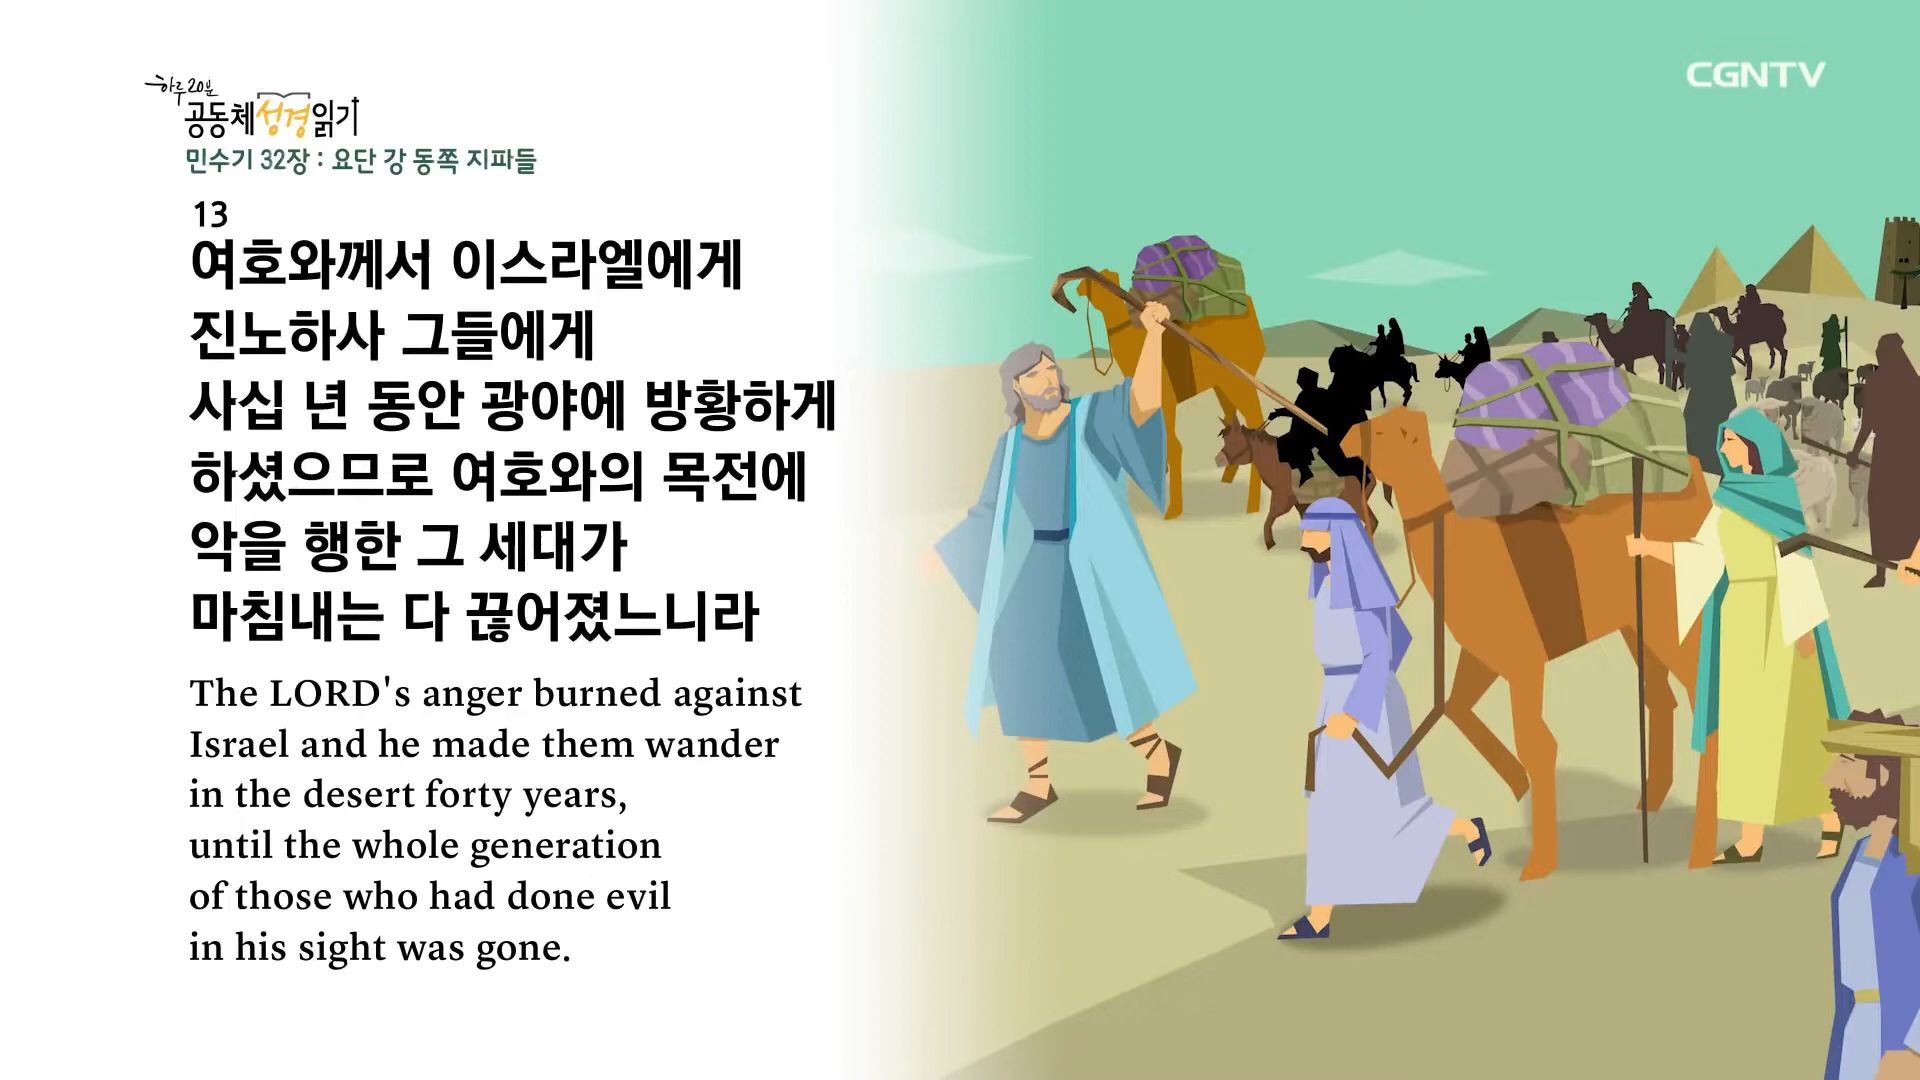 하루 20분
공동체성경읽기
민수기 32장 : 요단 강 동쪽 지파들
CGNTV
13
여호와께서 이스라엘에게
진노하사 그들에게
사십 년 동안 광야에 방황하게
하셨으므로 여호와의 목전에
악을 행한 그 세대가
마침내는 다 끊어졌느니라
The LORD's anger burned against
Israel and he made them wander
in the desert forty years,
until the whole generation
of those who had done evil
in his sight was gone.